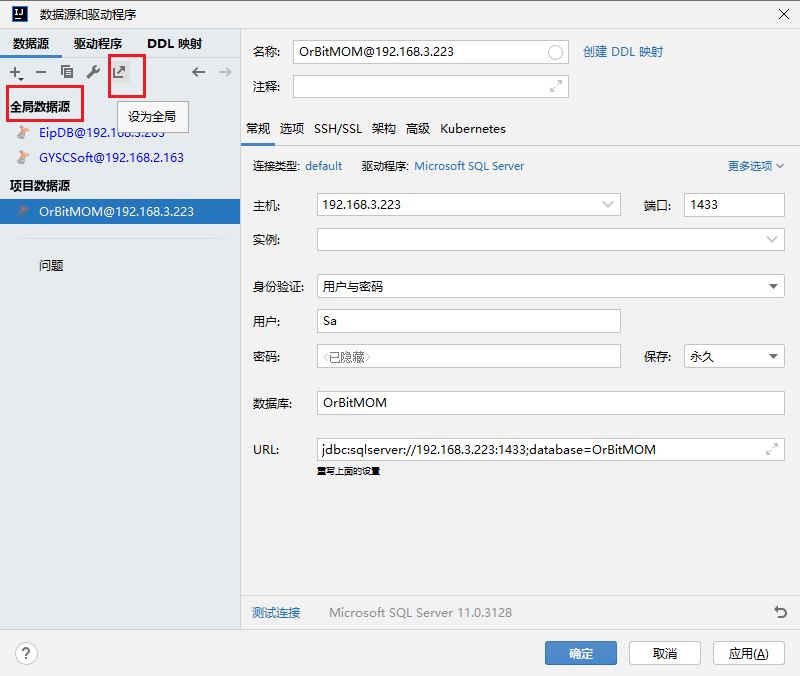 数据源和驱动程序
数据源 驱动程序 DDL 映射
设为全局
全局数据源
EipDB@192.168.3.203
GYSCSoft@192.168.2.163
项目数据源
OrBitMOM@192.168.3.223
问题
名称: OrBitMOM@192.168.3.223 创建 DDL 映射
注释:
常规 选项 SSH/SSL 架构 高级 Kubernetes
连接类型: default 驱动程序: Microsoft SQL Server 更多选项
主机: 192.168.3.223 端口: 1433
实例:
身份验证: 用户与密码
用户: Sa
密码: <已隐藏> 保存: 永久
数据库: OrBitMOM
URL: jdbc:sqlserver://192.168.3.223:1433;database=OrBitMOM
重写上面的设置
测试连接 Microsoft SQL Server 11.0.3128
? 确定 取消 应用(A)